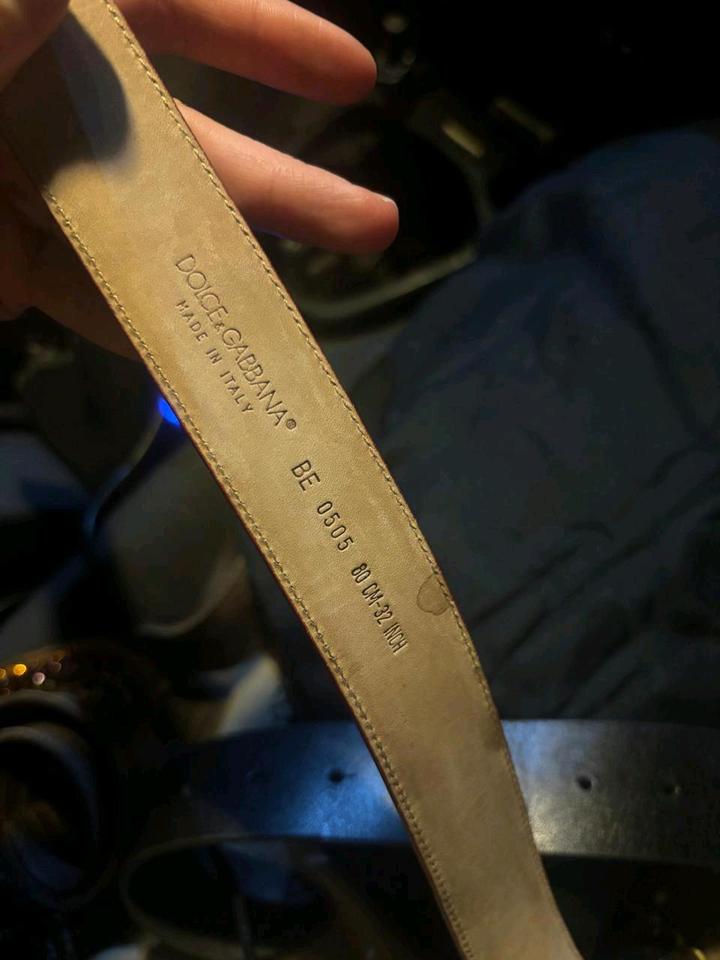 DOLCE&GABBANA®
MADE IN ITALY
BE 0505 80 CM-32 INCH